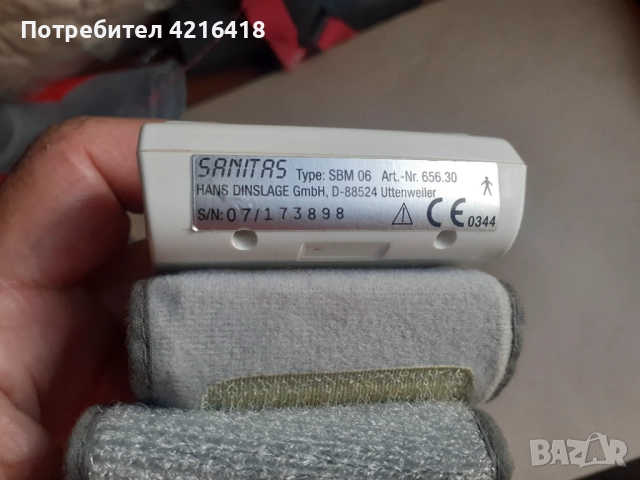 Потребител 4216418
SANITAS Type: SBM 06 Art.-Nr. 656.30
HANS DINSLAGE GmbH, D-88524 Uttenweiler
S/N: 07/173898
CE 0344
BAZAR